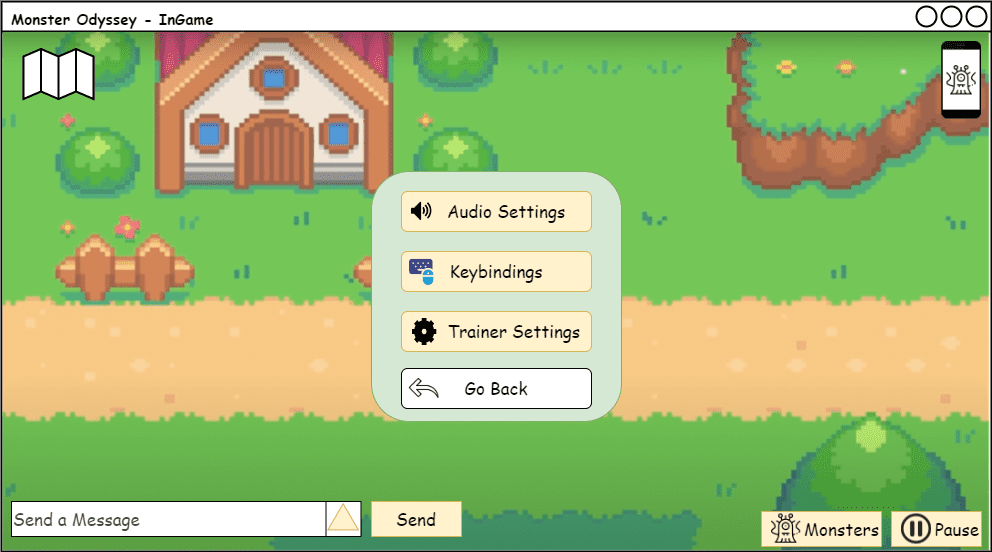 Monster Odyssey - InGame
Audio Settings
Keybindings
Trainer Settings
Go Back
Send a Message
Send
Monsters
Pause